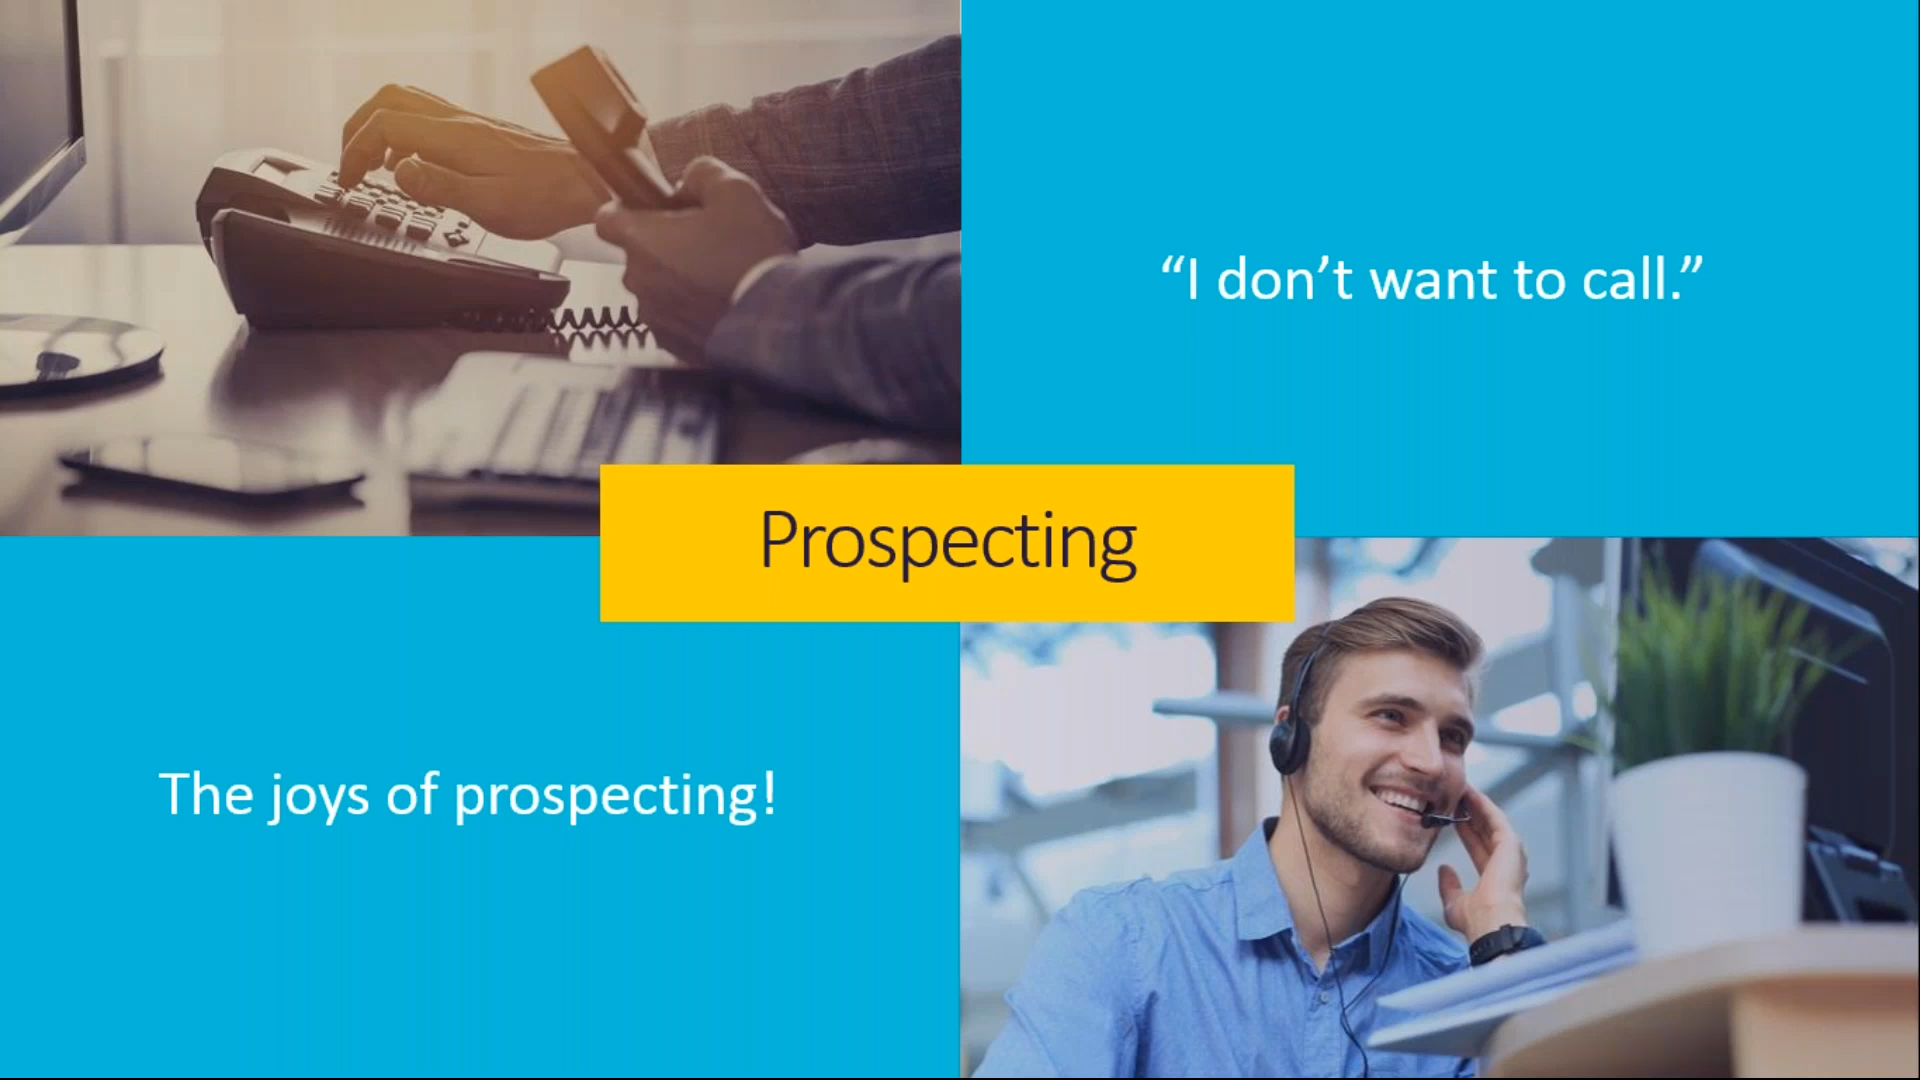 “I don’t want to call.”
Prospecting
The joys of prospecting!